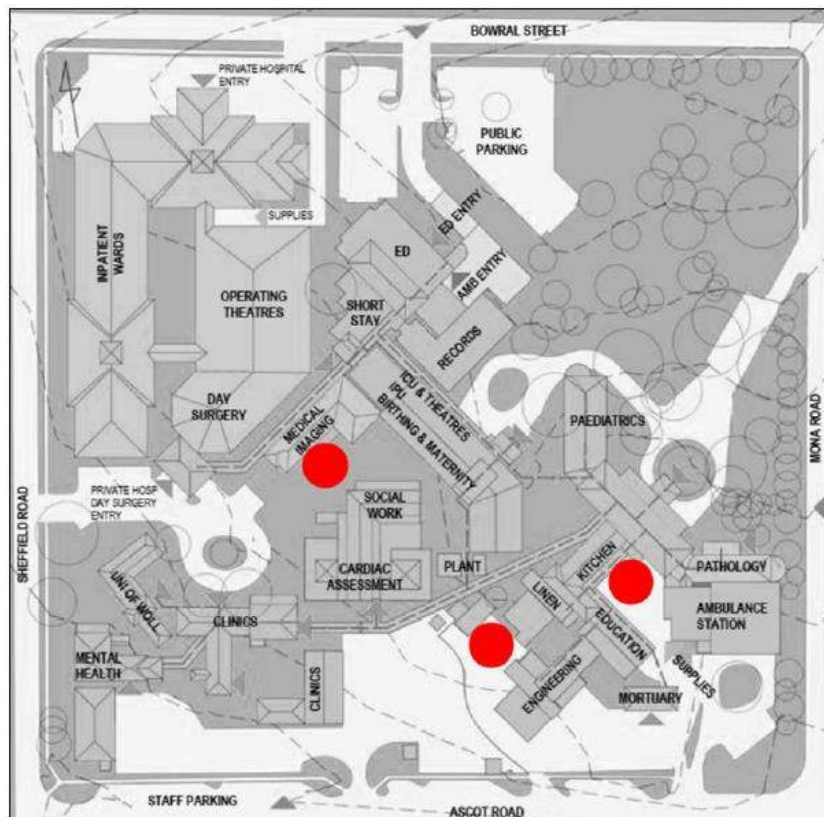 BOWRAL STREET
PRIVATE HOSPITAL
ENTRY
PUBLIC
PARKING
SUPPLIES
ED ENTRY
INPATIENT
WARDS
ED
AMB ENTRY
OPERATING
THEATRES
SHORT
STAY
RECORDS
ICU & THEATRES
IPU
BIRTHING & MATERNITY
DAY
SURGERY
MEDICAL
IMAGING
PAEDIATRICS
MONA ROAD
SHEFFIELD ROAD
PRIVATE HOSP
DAY SURGERY
ENTRY
SOCIAL
WORK
CARDIAC
ASSESSMENT
PLANT
KITCHEN
PATHOLOGY
UNI OF WOLL
LINEN
CLINICS
EDUCATION
AMBULANCE
STATION
MENTAL
HEALTH
CLINICS
ENGINEERING
SUPPLIES
MORTUARY
STAFF PARKING
ASCOT ROAD